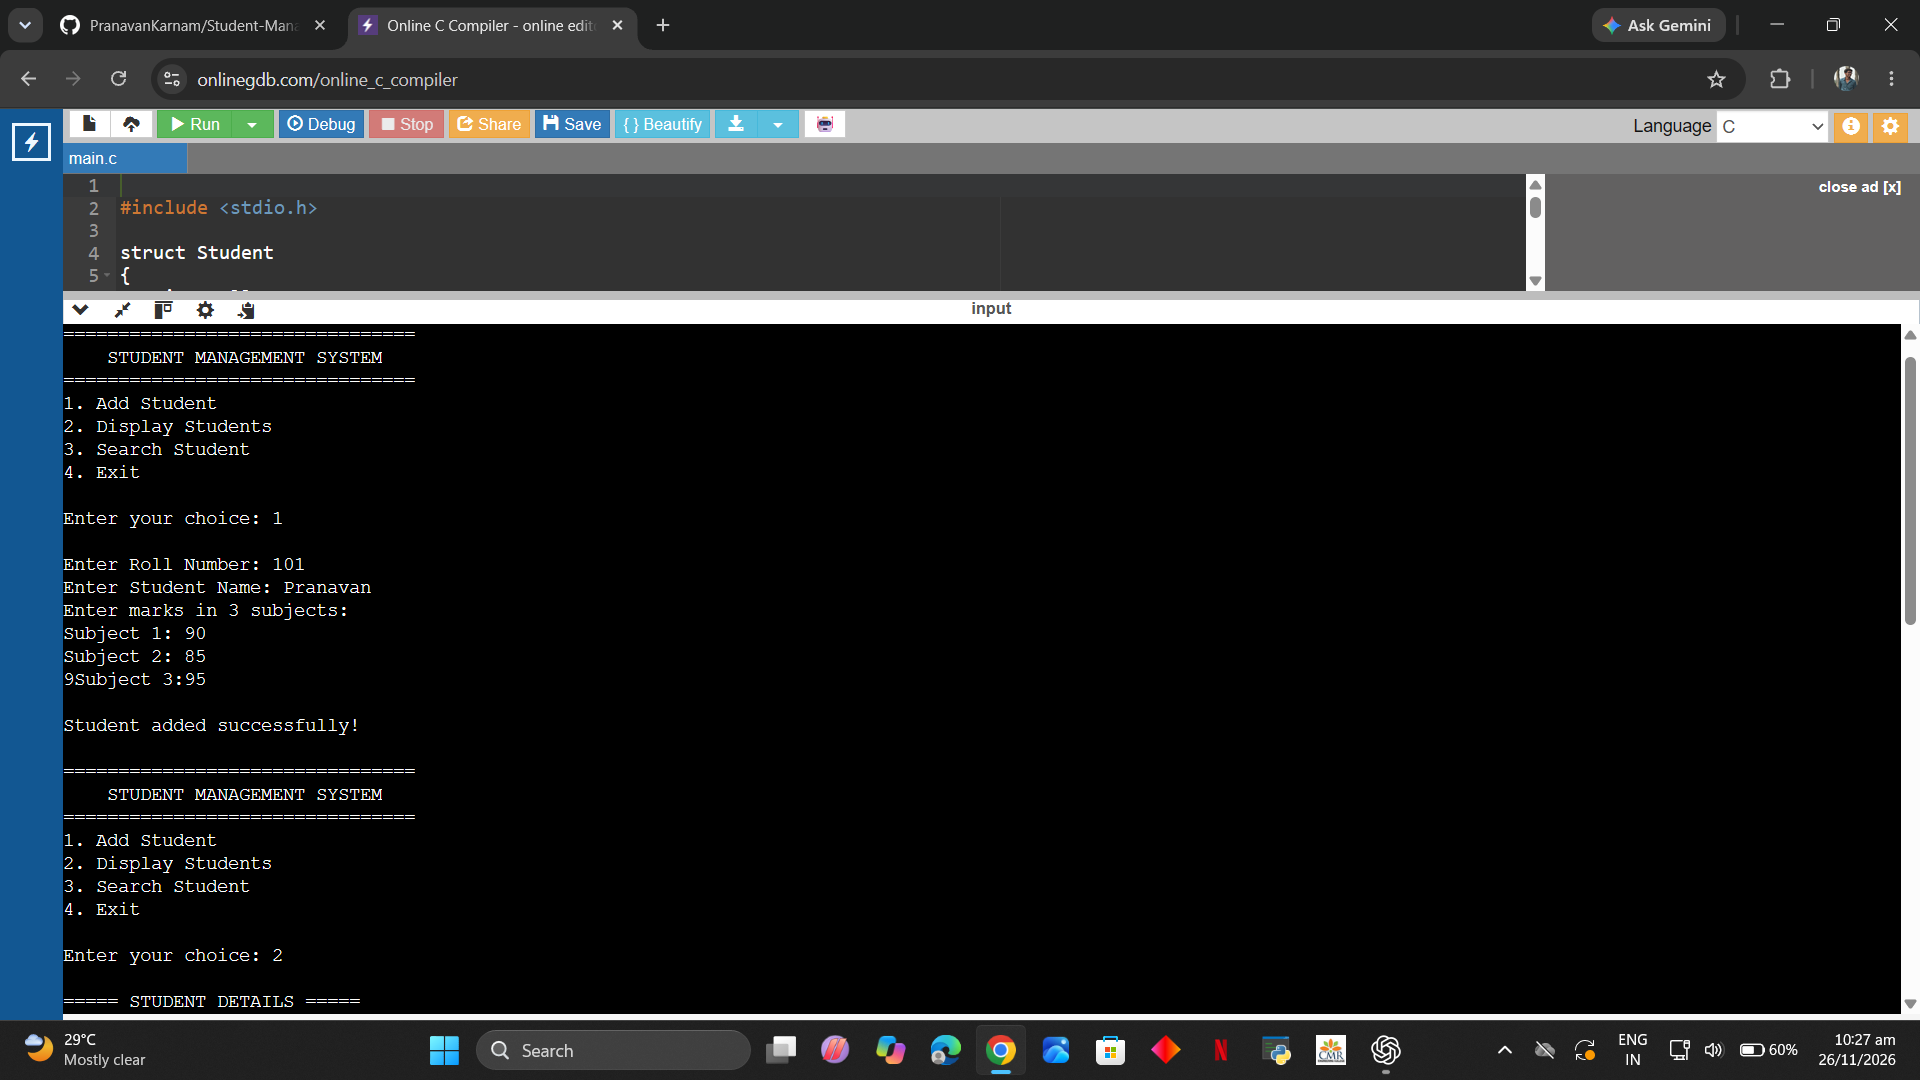 PranavanKarnam/Student-Mana
Online C Compiler - online edit
Ask Gemini
onlinegdb.com/online_c_compiler
Run
Debug
Stop
Share
Save
{ } Beautify
Language
C
main.c
close ad [x]
1
2 #include <stdio.h>
3
4 struct Student
5 {
input
================================
STUDENT MANAGEMENT SYSTEM
================================
1. Add Student
2. Display Students
3. Search Student
4. Exit
Enter your choice: 1
Enter Roll Number: 101
Enter Student Name: Pranavan
Enter marks in 3 subjects:
Subject 1: 90
Subject 2: 85
9Subject 3:95
Student added successfully!
================================
STUDENT MANAGEMENT SYSTEM
================================
1. Add Student
2. Display Students
3. Search Student
4. Exit
Enter your choice: 2
===== STUDENT DETAILS =====
29°C
Mostly clear
Search
N
CMR
ENG
IN
60%
10:27 am
26/11/2026